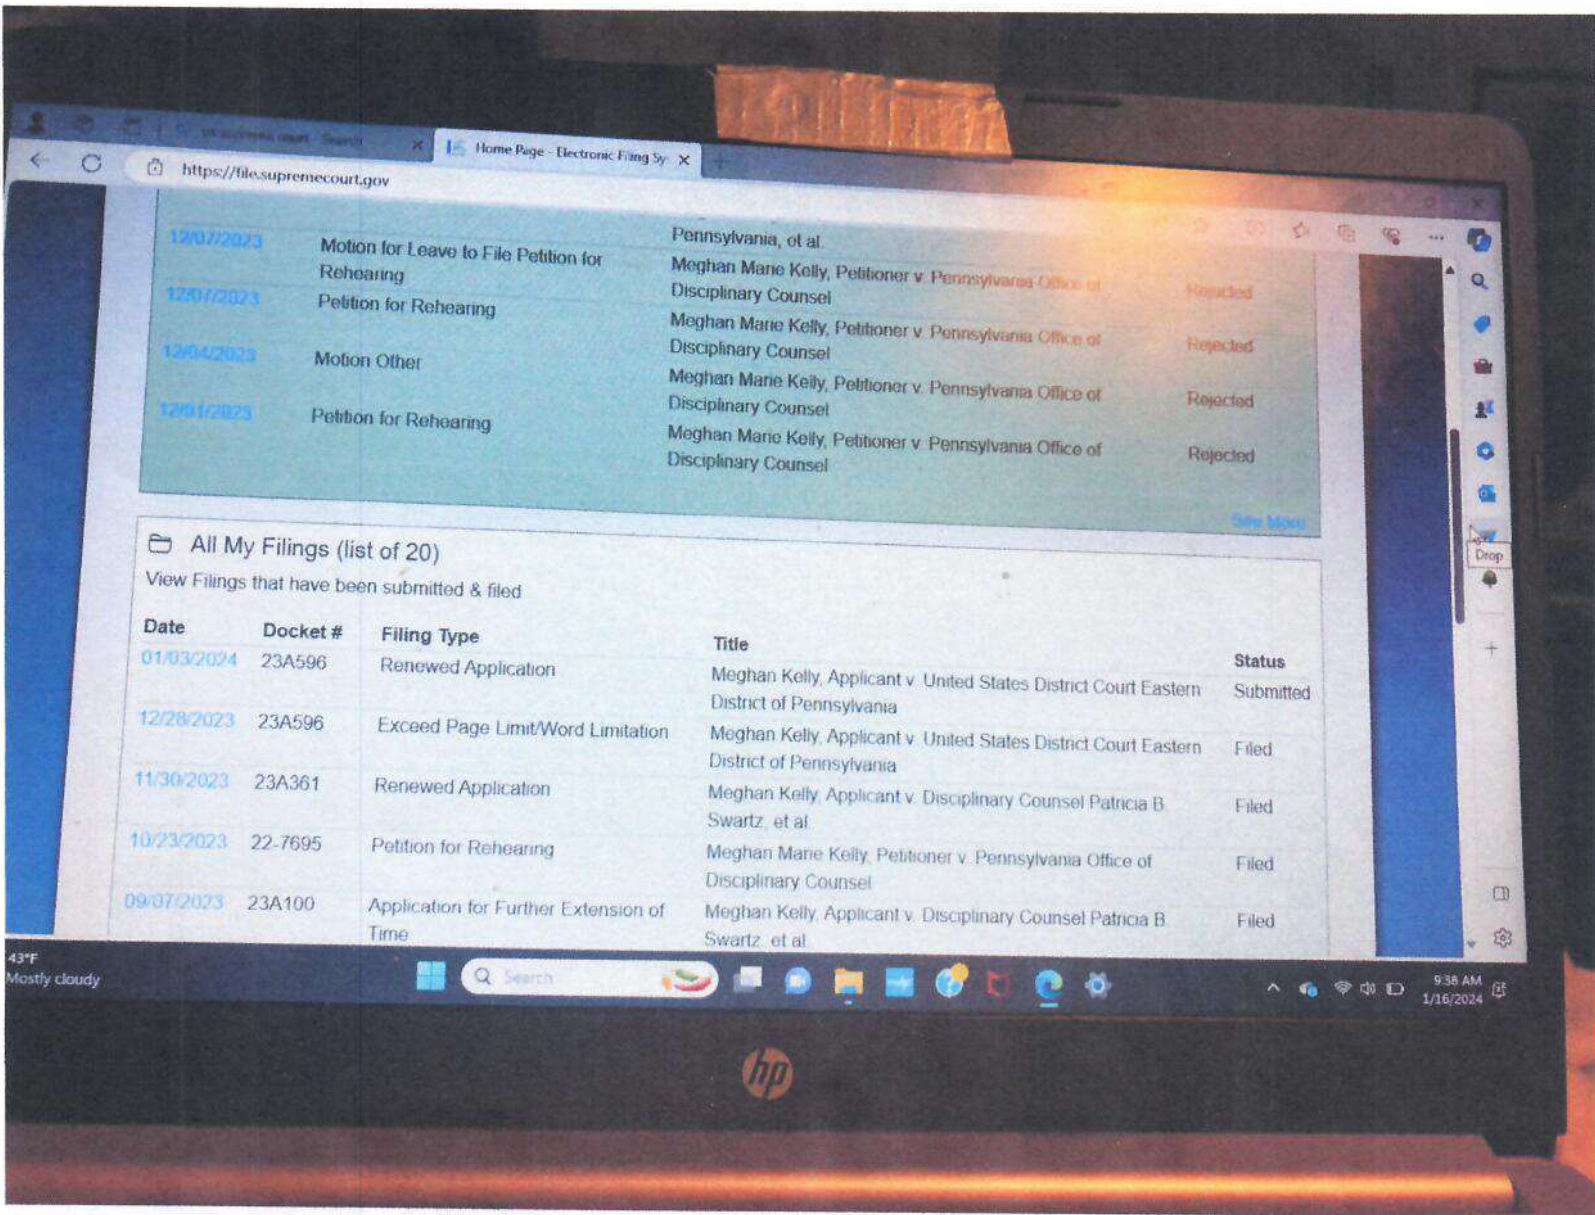 Home Page - Electronic Filing Sy
https://file.supremecourt.gov
Pennsylvania, et al.
12/07/2023 Motion for Leave to File Petition for Rehearing Meghan Marie Kelly, Petitioner v. Pennsylvania Office of Disciplinary Counsel Rejected
12/07/2023 Petition for Rehearing Meghan Marie Kelly, Petitioner v. Pennsylvania Office of Disciplinary Counsel Rejected
12/04/2023 Motion Other Meghan Marie Kelly, Petitioner v. Pennsylvania Office of Disciplinary Counsel Rejected
12/01/2023 Petition for Rehearing Meghan Marie Kelly, Petitioner v. Pennsylvania Office of Disciplinary Counsel Rejected
See More
Drop
All My Filings (list of 20)
View Filings that have been submitted & filed
Date Docket # Filing Type Title Status
01/03/2024 23A596 Renewed Application Meghan Kelly, Applicant v. United States District Court Eastern District of Pennsylvania Submitted
12/28/2023 23A596 Exceed Page Limit/Word Limitation Meghan Kelly, Applicant v. United States District Court Eastern District of Pennsylvania Filed
11/30/2023 23A361 Renewed Application Meghan Kelly, Applicant v. Disciplinary Counsel Patricia B. Swartz, et al. Filed
10/23/2023 22-7695 Petition for Rehearing Meghan Marie Kelly, Petitioner v. Pennsylvania Office of Disciplinary Counsel Filed
09/07/2023 23A100 Application for Further Extension of Time Meghan Kelly, Applicant v. Disciplinary Counsel Patricia B. Swartz, et al. Filed
43°F
Mostly cloudy
Search
9:38 AM
1/16/2024
hp